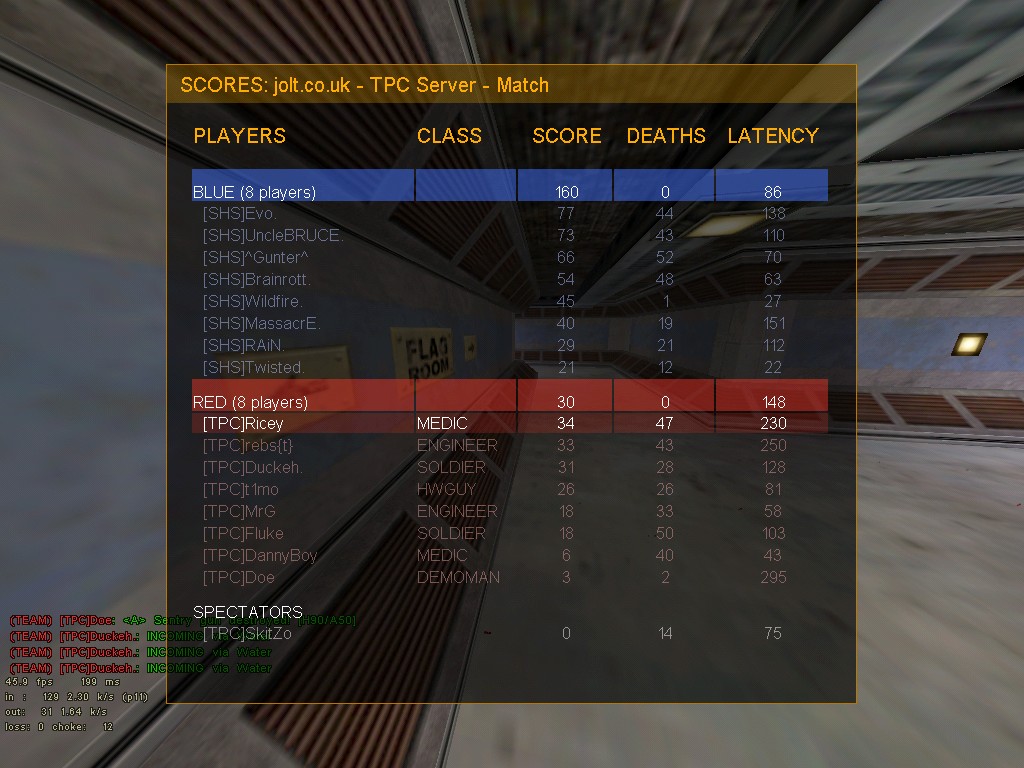 SCORES: jolt.co.uk - TPC Server - Match
PLAYERS CLASS SCORE DEATHS LATENCY
BLUE (8 players) 160 0 86
[SHS]Evo. 77 44 138
[SHS]UncleBRUCE. 73 43 110
[SHS]^Gunter^ 66 52 70
[SHS]Brainrott. 54 48 63
[SHS]Wildfire. 45 1 27
[SHS]MassacrE. 40 19 151
[SHS]RAiN. 29 21 112
FLAG
ROOM
[SHS]Twisted. 21 12 22
RED (8 players) 30 0 148
[TPC]Ricey MEDIC 34 47 230
[TPC]rebs{t} ENGINEER 33 43 250
[TPC]Duckeh. SOLDIER 31 28 128
[TPC]t1mo HWGUY 26 26 81
[TPC]MrG ENGINEER 18 33 58
[TPC]Fluke SOLDIER 18 50 103
[TPC]DannyBoy MEDIC 6 40 43
[TPC]Doe DEMOMAN 3 2 295
SPECTATORS
[TPC]SkitZo 0 14 75
(TEAM) [TPC]Doe: <A> Sentry gun destroyed [H90/A50]
(TEAM) [TPC]Duckeh.: INCOMING
(TEAM) [TPC]Duckeh.: INCOMING via Water
(TEAM) [TPC]Duckeh.: INCOMING via Water
45.9 fps 199 ms
in : 129 2.30 k/s (p11)
out: 31 1.64 k/s
loss: 0 choke: 12